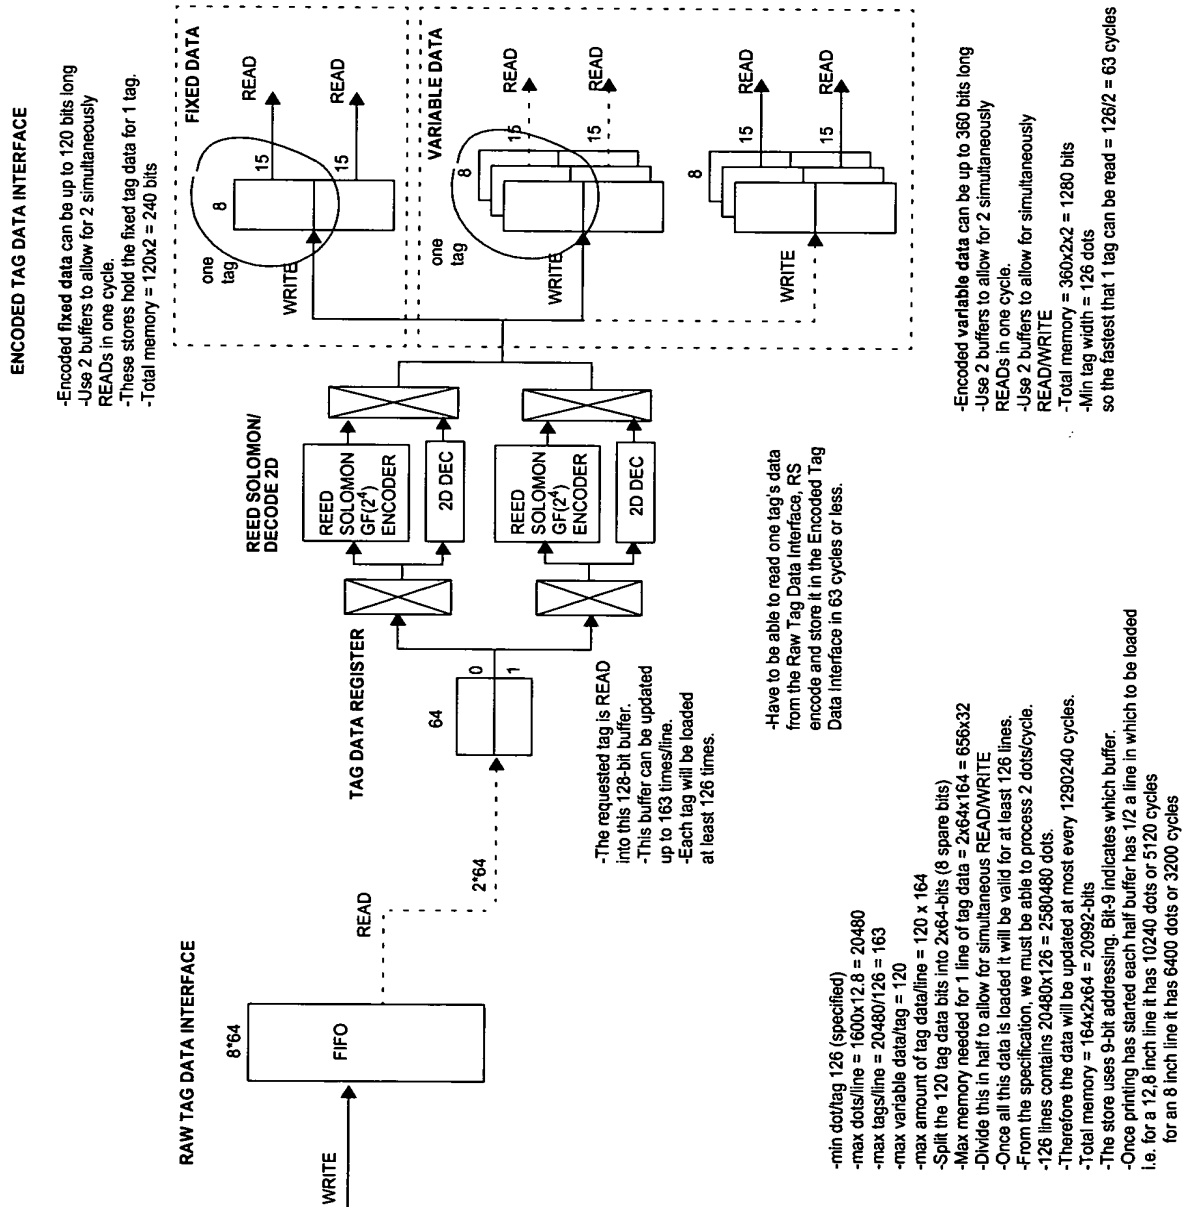 RAW TAG DATA INTERFACE
8*64
FIFO
WRITE
READ
2*64
-min dot/tag 126 (specified)
-max dots/line = 1600x12.8 = 20480
-max tags/line = 20480/126 = 163
-max variable data/tag = 120
-max amount of tag data/line = 120 x 164
-Split the 120 tag data bits into 2x64-bits (8 spare bits)
-Max memory needed for 1 line of tag data = 2x64x164 = 656x32
-Divide this in half to allow for simultaneous READ/WRITE
-Once all this data is loaded it will be valid for at least 126 lines.
-From the specification, we must be able to process 2 dots/cycle.
-126 lines contains 20480x126 = 2580480 dots.
-Therefore the data will be updated at most every 1290240 cycles.
-Total memory = 164x2x64 = 20992-bits
-The store uses 9-bit addressing. Bit-9 indicates which buffer.
-Once printing has started each half buffer has 1/2 a line in which to be loaded
i.e. for a 12,8 inch line it has 10240 dots or 5120 cycles
for an 8 inch line it has 6400 dots or 3200 cycles
TAG DATA REGISTER
64
0
1
-The requested tag is READ
into this 128-bit buffer.
-This buffer can be updated
up to 163 times/line.
-Each tag will be loaded
at least 126 times.
REED SOLOMON/
DECODE 2D
REED
SOLOMON
GF(2⁴)
ENCODER
2D DEC
REED
SOLOMON
GF(2⁴)
ENCODER
2D DEC
-Have to be able to read one tag's data
from the Raw Tag Data Interface, RS
encode and store it in the Encoded Tag
Data Interface in 63 cycles or less.
ENCODED TAG DATA INTERFACE
-Encoded fixed data can be up to 120 bits long
-Use 2 buffers to allow for 2 simultaneously
READs in one cycle.
-These stores hold the fixed tag data for 1 tag.
-Total memory = 120x2 = 240 bits
FIXED DATA
one
tag
8
15
READ
15
READ
WRITE
VARIABLE DATA
one
tag
8
15
READ
15
READ
WRITE
8
15
READ
15
READ
WRITE
-Encoded variable data can be up to 360 bits long
-Use 2 buffers to allow for 2 simultaneously
READs in one cycle.
-Use 2 buffers to allow for simultaneously
READ/WRITE
-Total memory = 360x2x2 = 1280 bits
-Min tag width = 126 dots
so the fastest that 1 tag can be read = 126/2 = 63 cycles